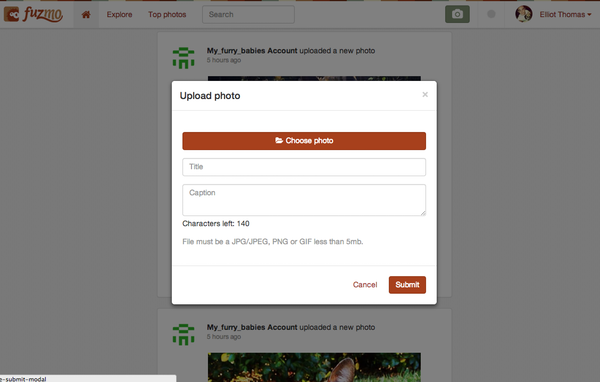 fuzmo
Explore
Top photos
Search
Elliot Thomas
My_furry_babies Account uploaded a new photo
5 hours ago
Upload photo
×
Choose photo
Title
Caption
Characters left: 140
File must be a JPG/JPEG, PNG or GIF less than 5mb.
Cancel
Submit
My_furry_babies Account uploaded a new photo
5 hours ago
e-submit-modal